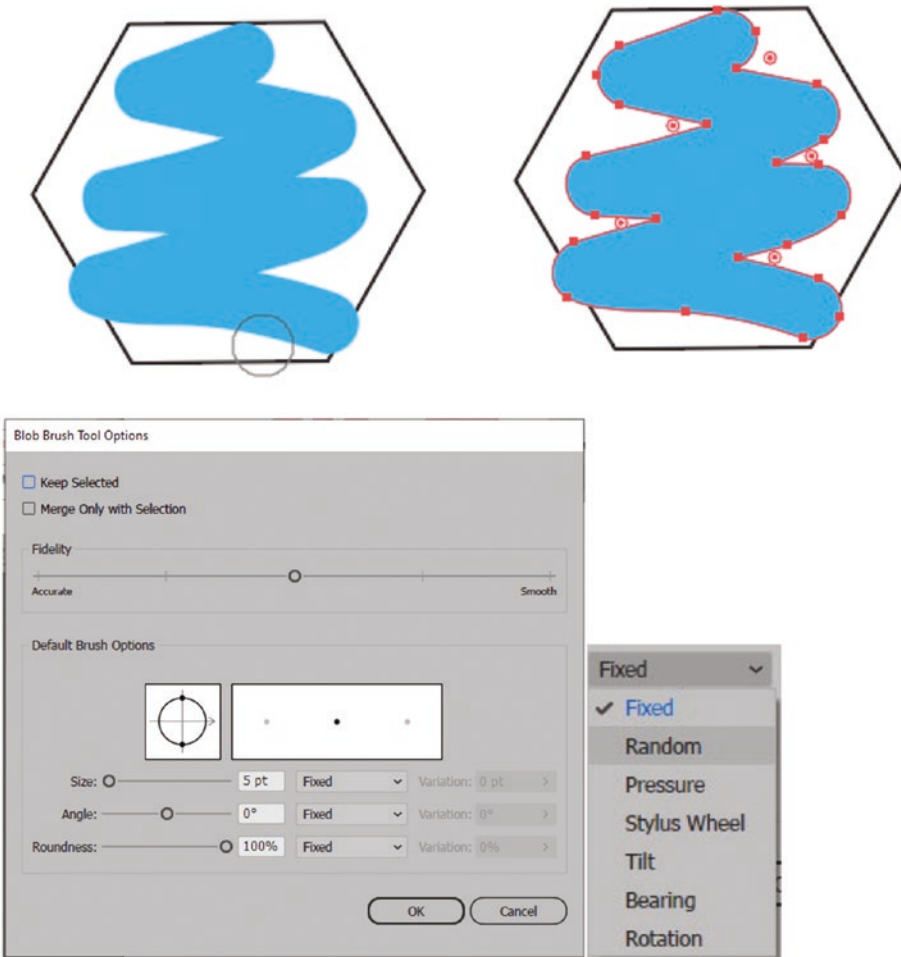 Blob Brush Tool Options
Keep Selected
Merge Only with Selection
Fidelity
Accurate Smooth
Default Brush Options
Size: 5 pt Fixed Variation: 0 pt
Angle: 0° Fixed Variation: 0°
Roundness: 100% Fixed Variation: 0%
OK Cancel
Fixed
Fixed
Random
Pressure
Stylus Wheel
Tilt
Bearing
Rotation